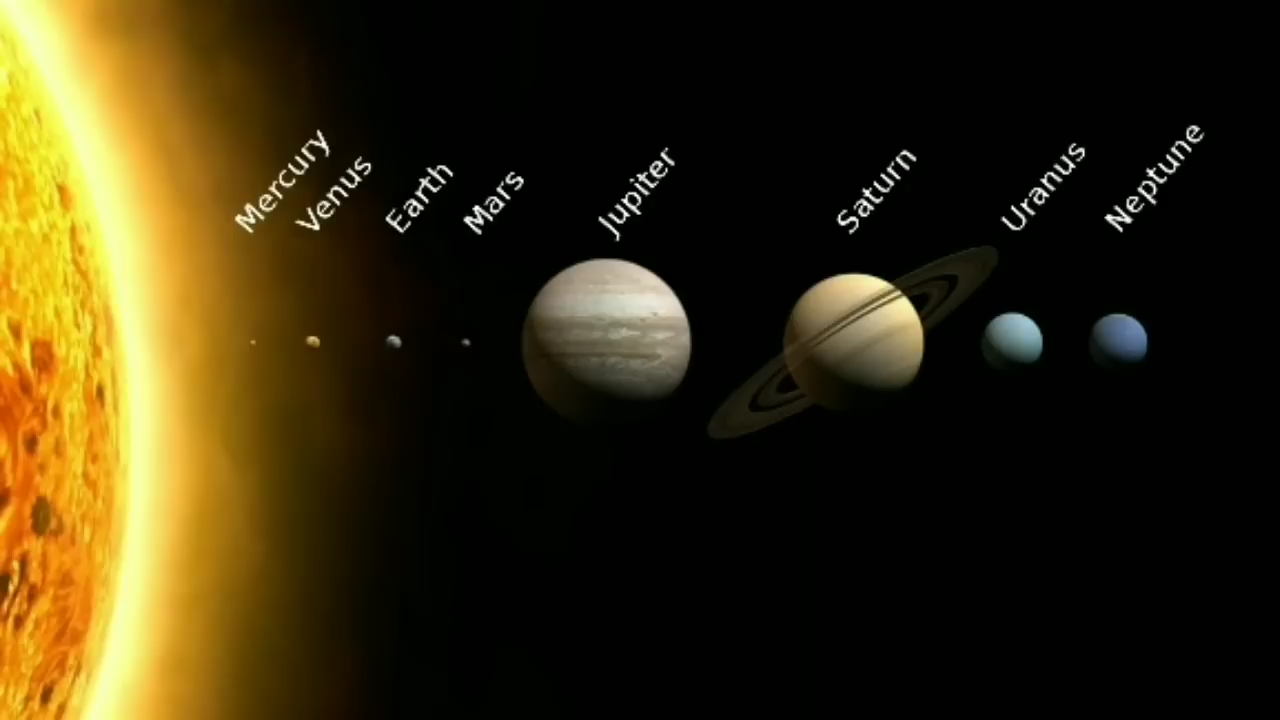 Mercury
Venus
Earth
Mars
Jupiter
Saturn
Uranus
Neptune